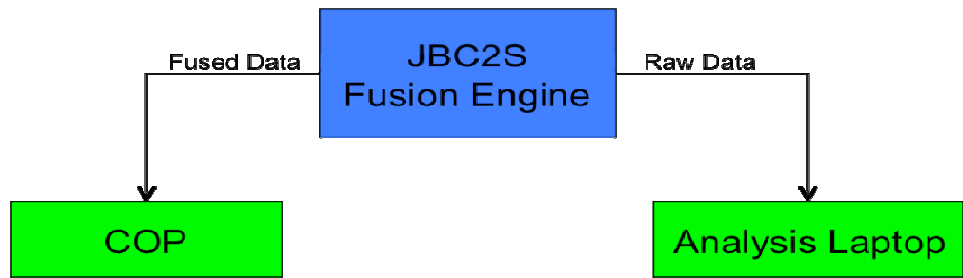 Fused Data
JBC2S
Fusion Engine
Raw Data
COP
Analysis Laptop